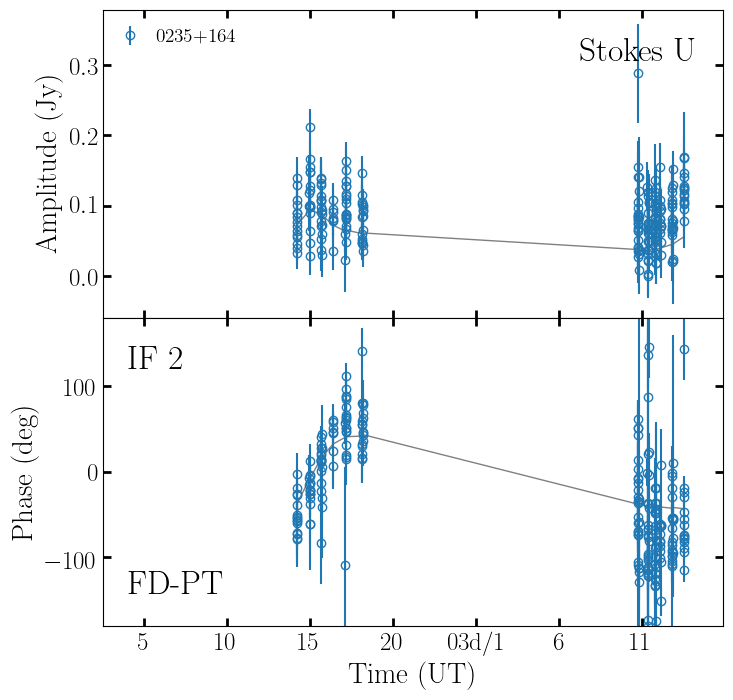 0235+164
Stokes U
Amplitude (Jy)
0.3
0.2
0.1
0.0
IF 2
Phase (deg)
100
0
−100
FD-PT
5 10 15 20 03d/1 6 11
Time (UT)